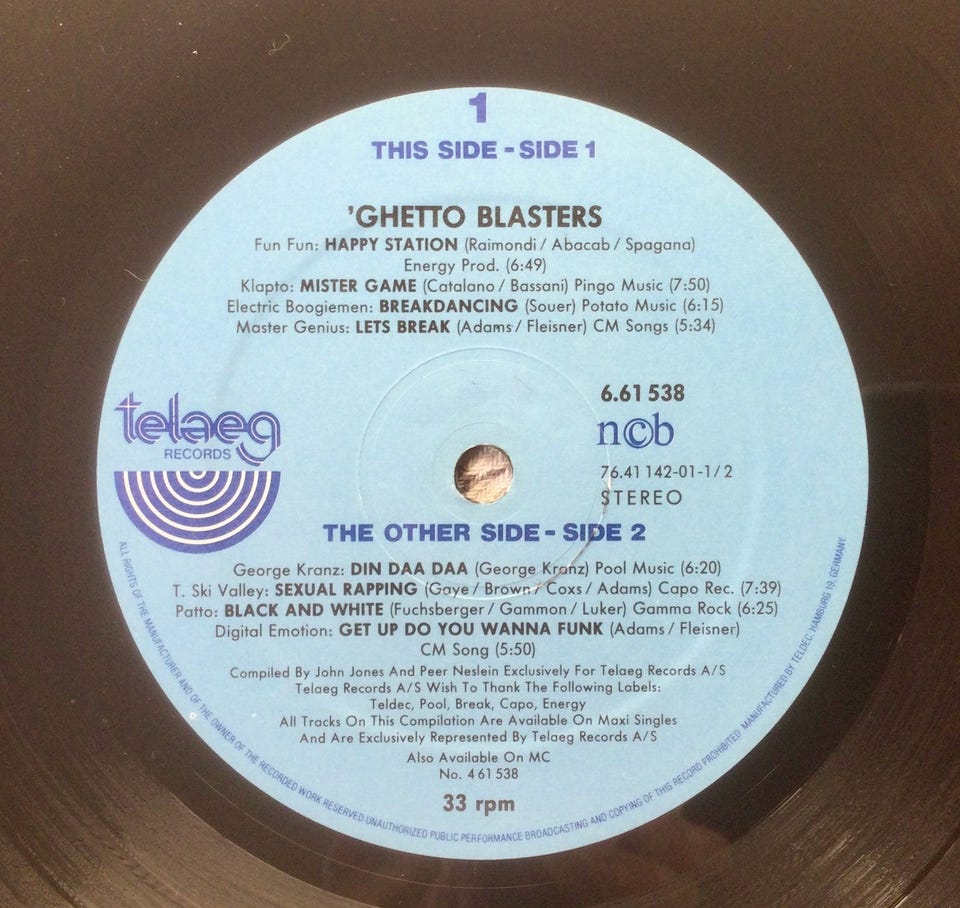 1
THIS SIDE - SIDE 1
'GHETTO BLASTERS
Fun Fun: HAPPY STATION (Raimondi / Abacab / Spagana)
Energy Prod. (6:49)
Klapto: MISTER GAME (Catalano / Bassani) Pingo Music (7:50)
Electric Boogiemen: BREAKDANCING (Souer) Potato Music (6:15)
Master Genius: LETS BREAK (Adams / Fleisner) CM Songs (5:34)
telaeg
RECORDS
6.61 538
n©b
76.41 142-01-1/2
STEREO
THE OTHER SIDE - SIDE 2
George Kranz: DIN DAA DAA (George Kranz) Pool Music (6:20)
T. Ski Valley: SEXUAL RAPPING (Gaye / Brown / Coxs / Adams) Capo Rec. (7:39)
Patto: BLACK AND WHITE (Fuchsberger / Gammon / Luker) Gamma Rock (6:25)
Digital Emotion: GET UP DO YOU WANNA FUNK (Adams / Fleisner)
CM Song (5:50)
Compiled By John Jones And Peer Neslein Exclusively For Telaeg Records A/S
Telaeg Records A/S Wish To Thank The Following Labels:
Teldec, Pool, Break, Capo, Energy
All Tracks On This Compilation Are Available On Maxi Singles
And Are Exclusively Represented By Telaeg Records A/S
Also Available On MC
No. 4 61 538
33 rpm
ALL RIGHTS OF THE MANUFACTURER AND OF THE OWNER OF THE RECORDED WORK RESERVED UNAUTHORIZED PUBLIC PERFORMANCE BROADCASTING AND COPYING OF THIS RECORD PROHIBITED. MANUFACTURED BY TELDEC, HAMBURG 19, GERMANY